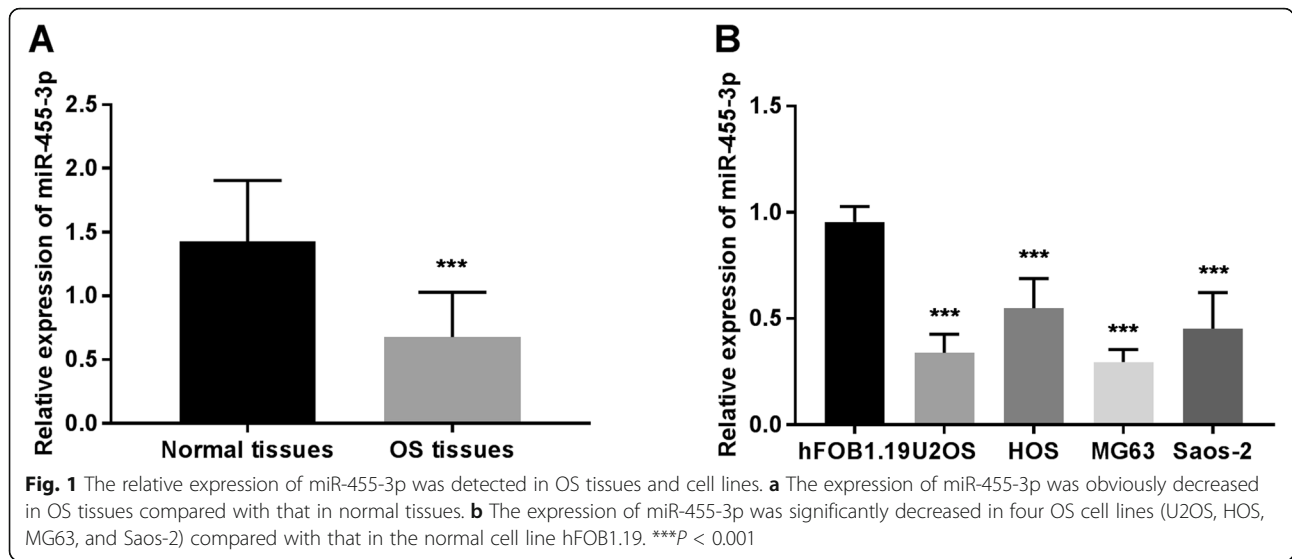 A
Relative expression of miR-455-3p
2.5
2.0
1.5
1.0
0.5
0.0
***
Normal tissues
OS tissues
B
Relative expression of miR-455-3p
1.5
1.0
0.5
0.0
***
***
***
***
hFOB1.19
U2OS
HOS
MG63
Saos-2
Fig. 1 The relative expression of miR-455-3p was detected in OS tissues and cell lines. a The expression of miR-455-3p was obviously decreased
in OS tissues compared with that in normal tissues. b The expression of miR-455-3p was significantly decreased in four OS cell lines (U2OS, HOS,
MG63, and Saos-2) compared with that in the normal cell line hFOB1.19. ***P < 0.001